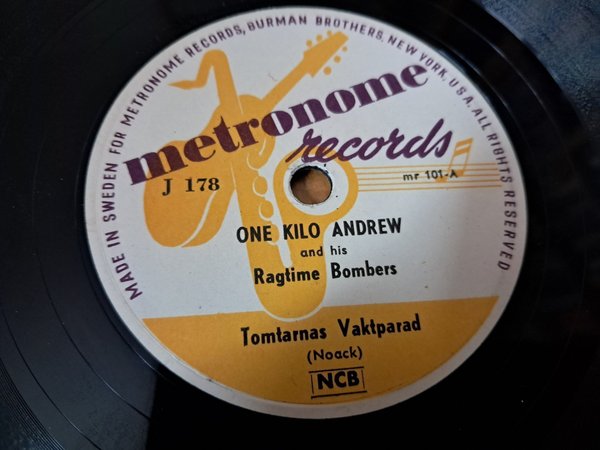 MADE IN SWEDEN FOR METRONOME RECORDS, BURMAN BROTHERS, NEW YORK, U.S.A. ALL RIGHTS RESERVED
metronome
records
J 178
mr 101-A
ONE KILO ANDREW
and his
Ragtime Bombers
Tomtarnas Vaktparad
(Noack)
NCB